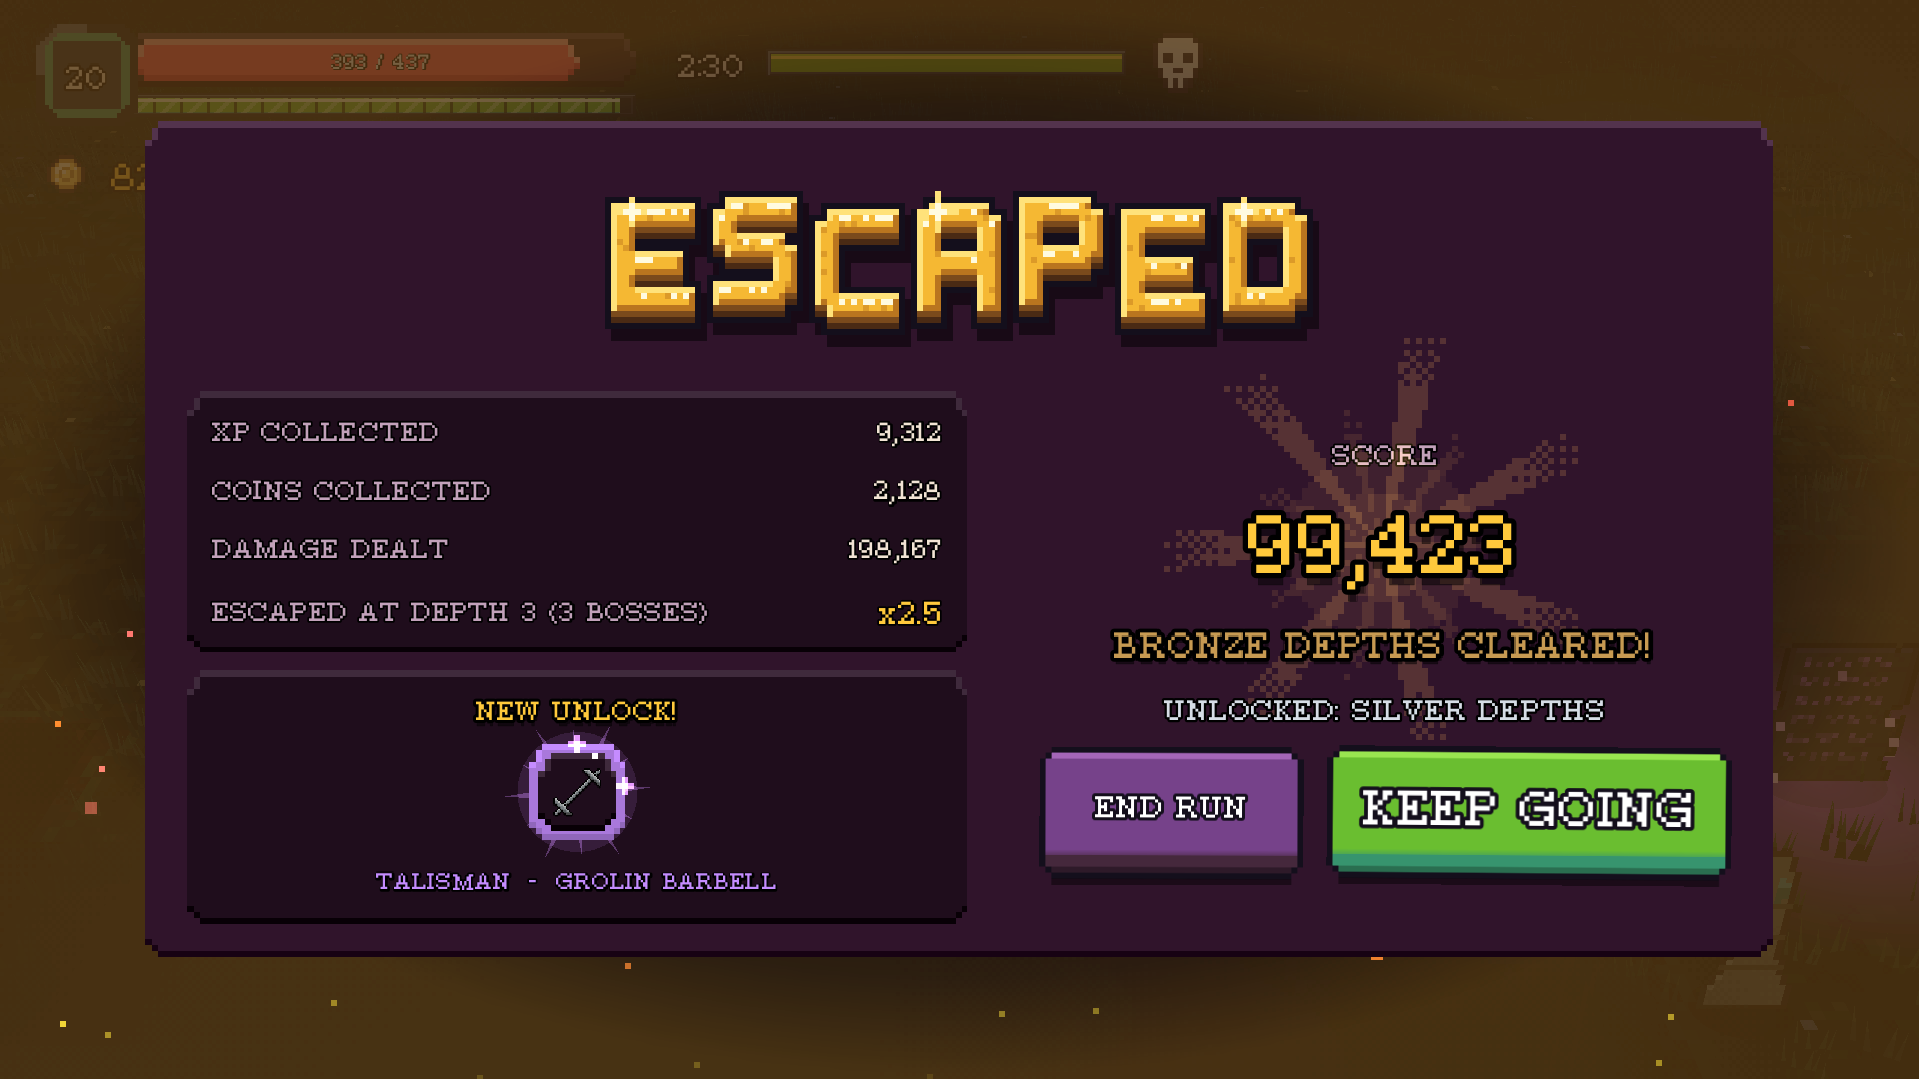 20
393 / 437
2:30
ESCAPED
XP COLLECTED 9,312
COINS COLLECTED 2,128
DAMAGE DEALT 198,167
ESCAPED AT DEPTH 3 (3 BOSSES) x2.5
NEW UNLOCK!
TALISMAN - GROLIN BARBELL
SCORE
99,423
BRONZE DEPTHS CLEARED!
UNLOCKED: SILVER DEPTHS
END RUN
KEEP GOING